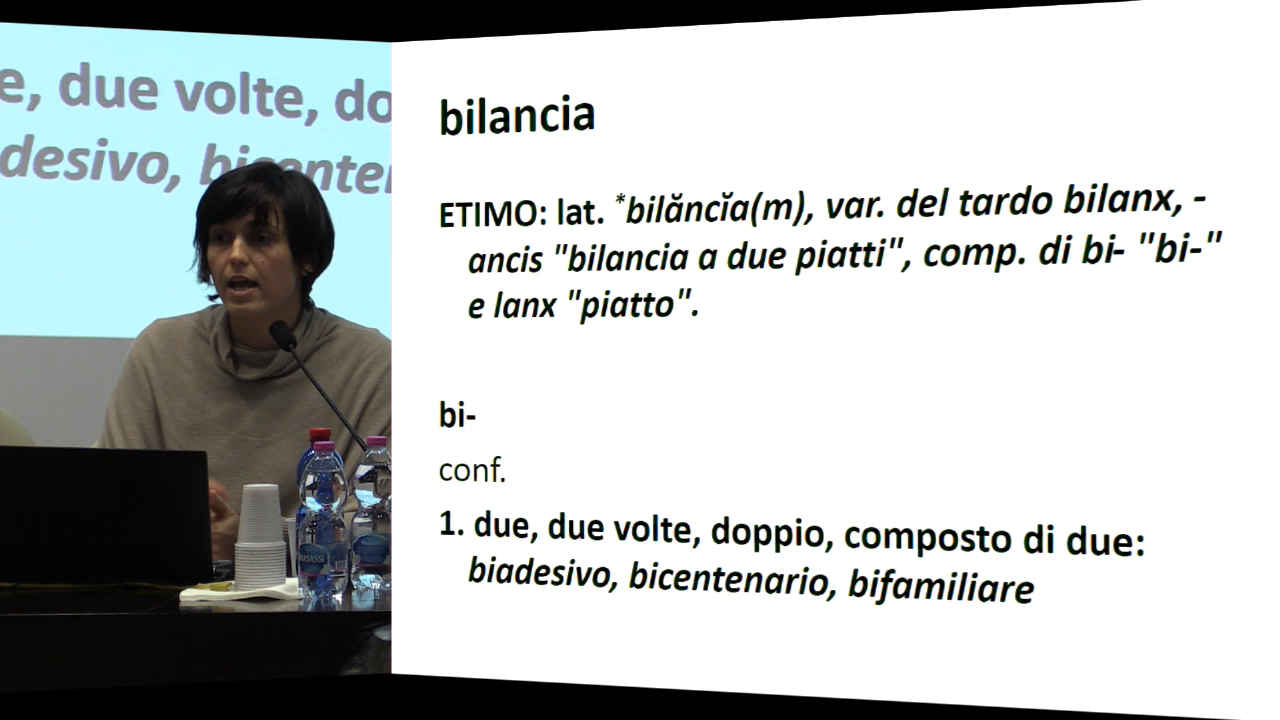 e, due volte, do
desivo, bicenten
bilancia
ETIMO: lat. *bilăncĭa(m), var. del tardo bilanx, -
ancis "bilancia a due piatti", comp. di bi- "bi-"
e lanx "piatto".
bi-
conf.
1. due, due volte, doppio, composto di due:
biadesivo, bicentenario, bifamiliare